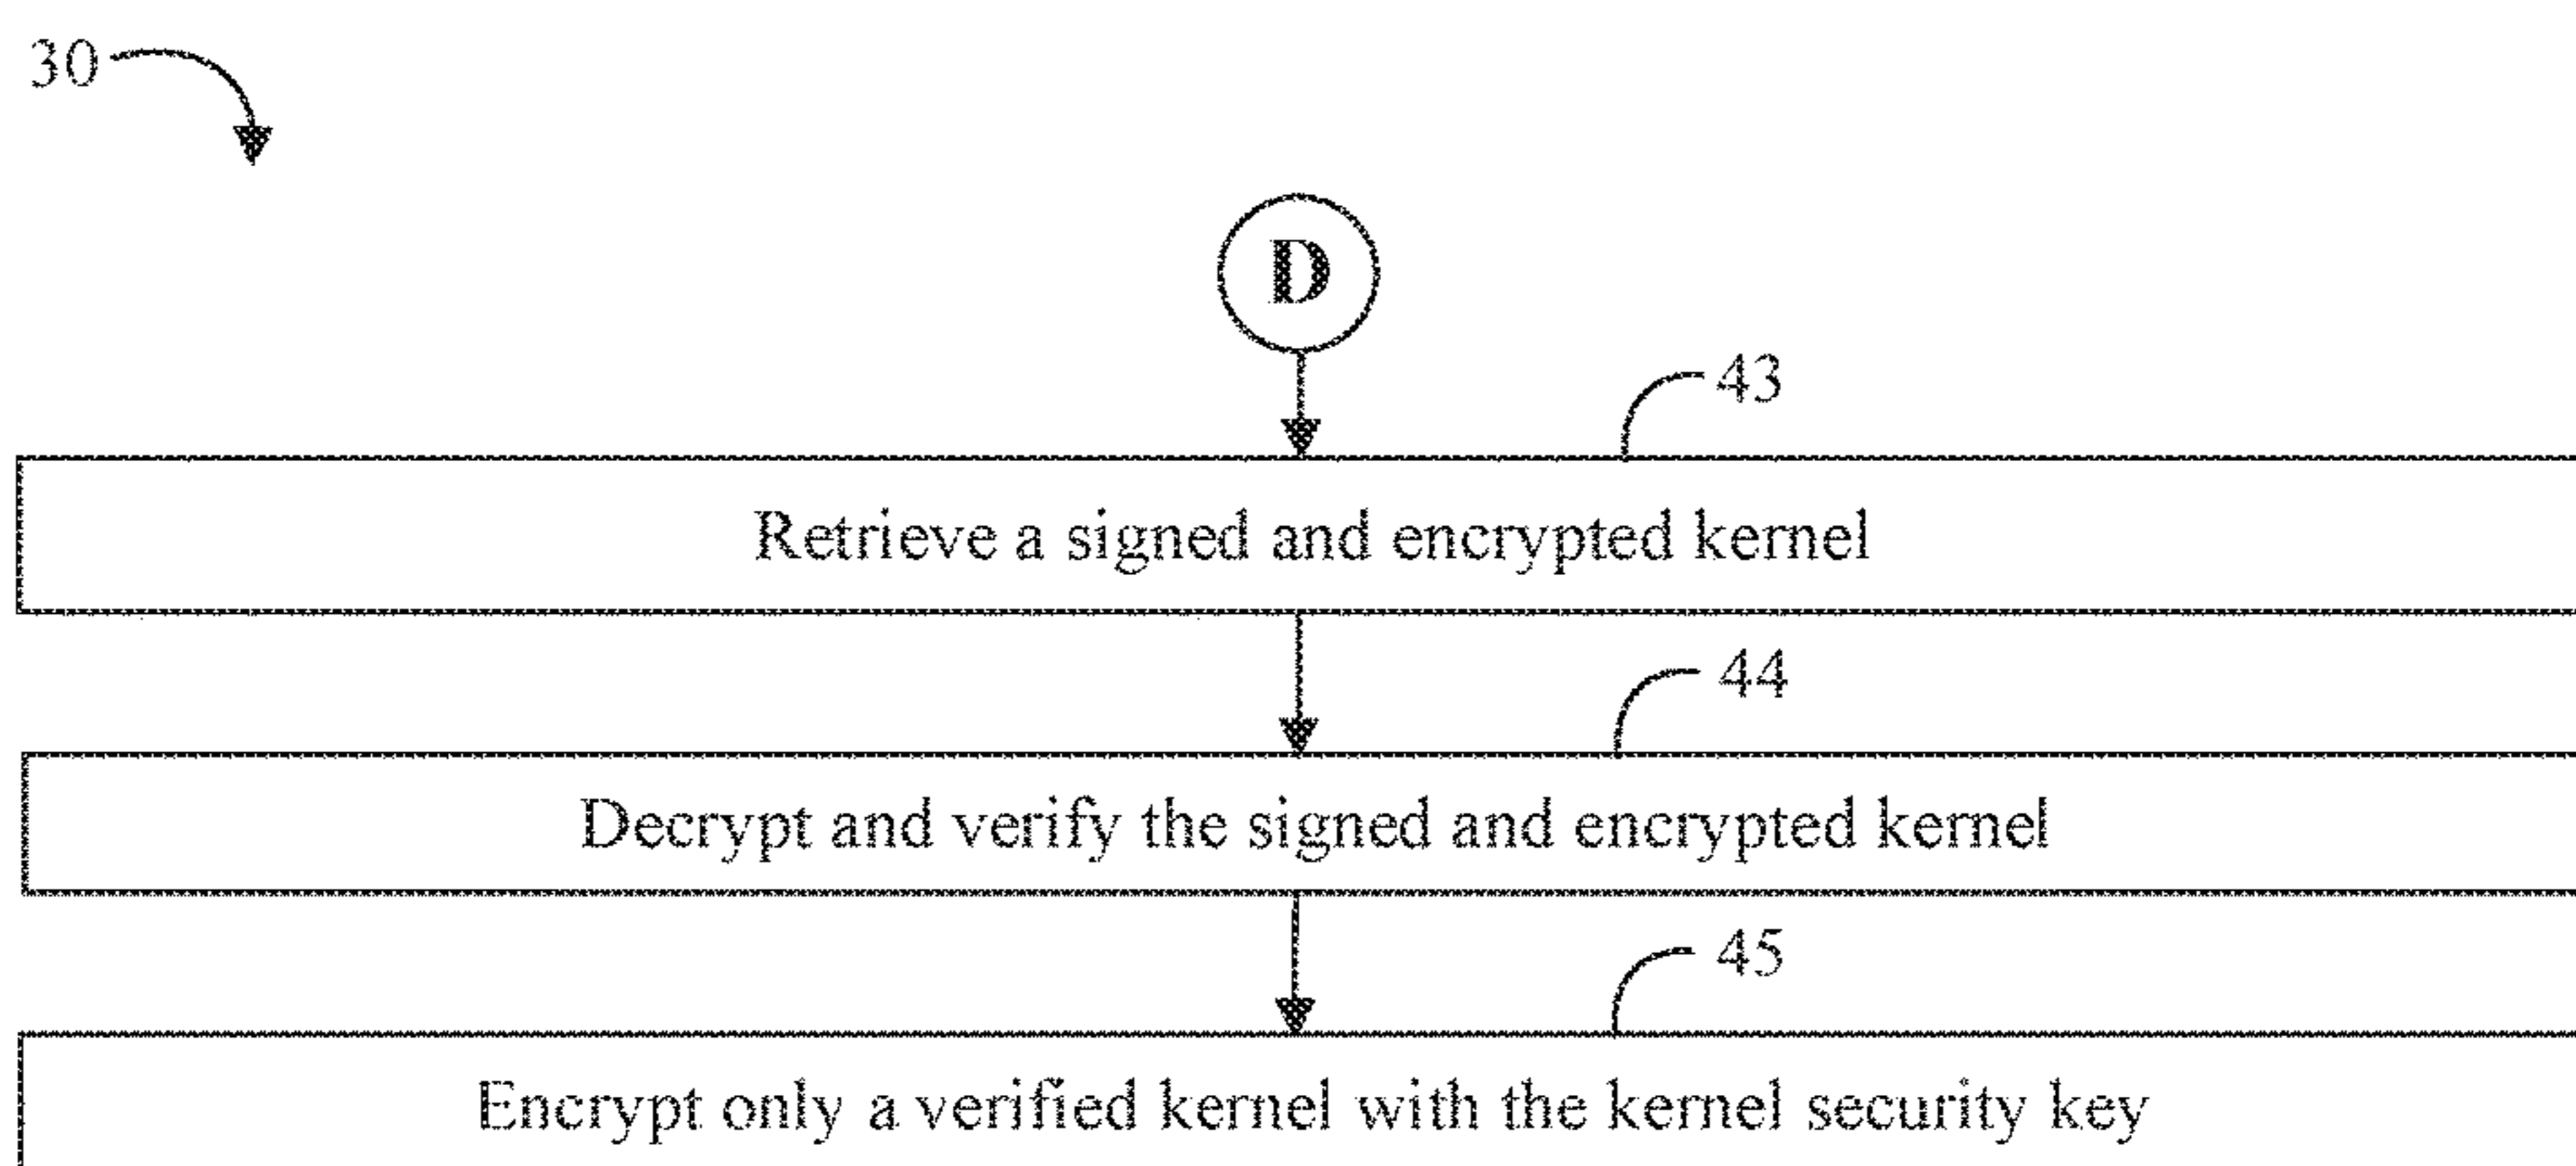 30
D
43
Retrieve a signed and encrypted kernel
44
Decrypt and verify the signed and encrypted kernel
45
Encrypt only a verified kernel with the kernel security key